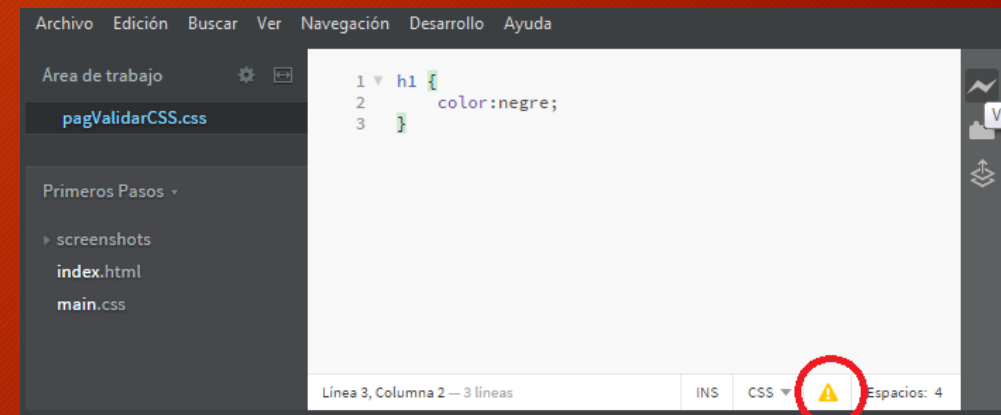 Archivo Edición Buscar Ver Navegación Desarrollo Ayuda
Área de trabajo
pagValidarCSS.css
Primeros Pasos
screenshots
index.html
main.css
1 h1 {
2 color:negre;
3 }
V
Línea 3, Columna 2 — 3 líneas INS CSS Espacios: 4